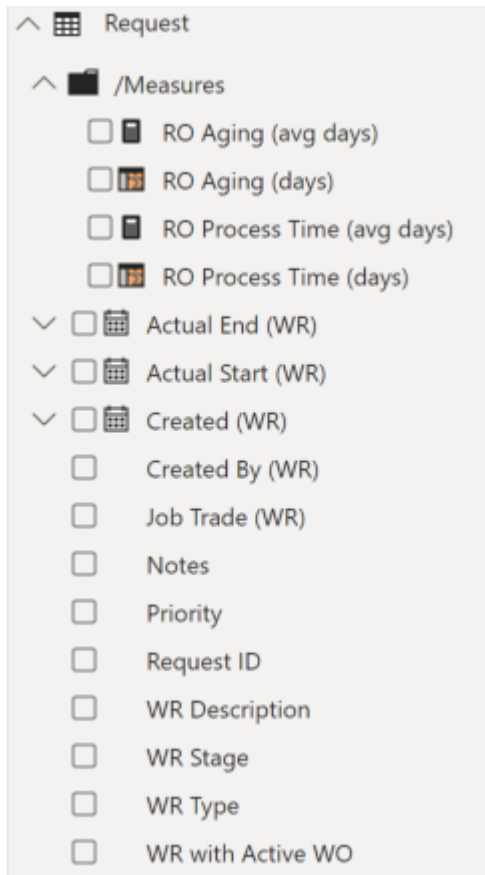 Request
/Measures
RO Aging (avg days)
RO Aging (days)
RO Process Time (avg days)
RO Process Time (days)
Actual End (WR)
Actual Start (WR)
Created (WR)
Created By (WR)
Job Trade (WR)
Notes
Priority
Request ID
WR Description
WR Stage
WR Type
WR with Active WO